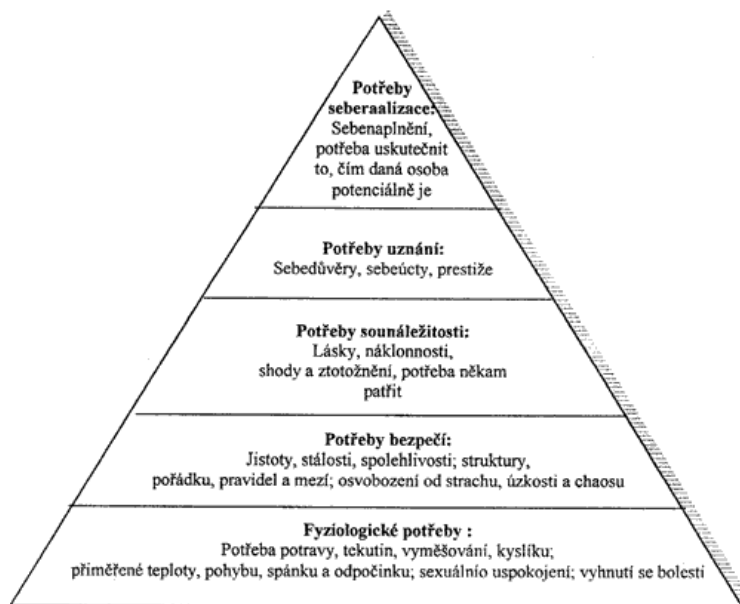 Potřeby
seberaalizace:
Sebenaplnění,
potřeba uskutečnit
to, čím daná osoba
potenciálně je
Potřeby uznání:
Sebedůvěry, sebeúcty, prestiže
Potřeby sounáležitosti:
Lásky, náklonnosti,
shody a ztotožnění, potřeba někam
patřit
Potřeby bezpečí:
Jistoty, stálosti, spolehlivosti; struktury,
pořádku, pravidel a mezí; osvobození od strachu, úzkosti a chaosu
Fyziologické potřeby :
Potřeba potravy, tekutin, vyměšování, kyslíku;
přiměřené teploty, pohybu, spánku a odpočinku; sexuálnío uspokojení; vyhnutí se bolesti